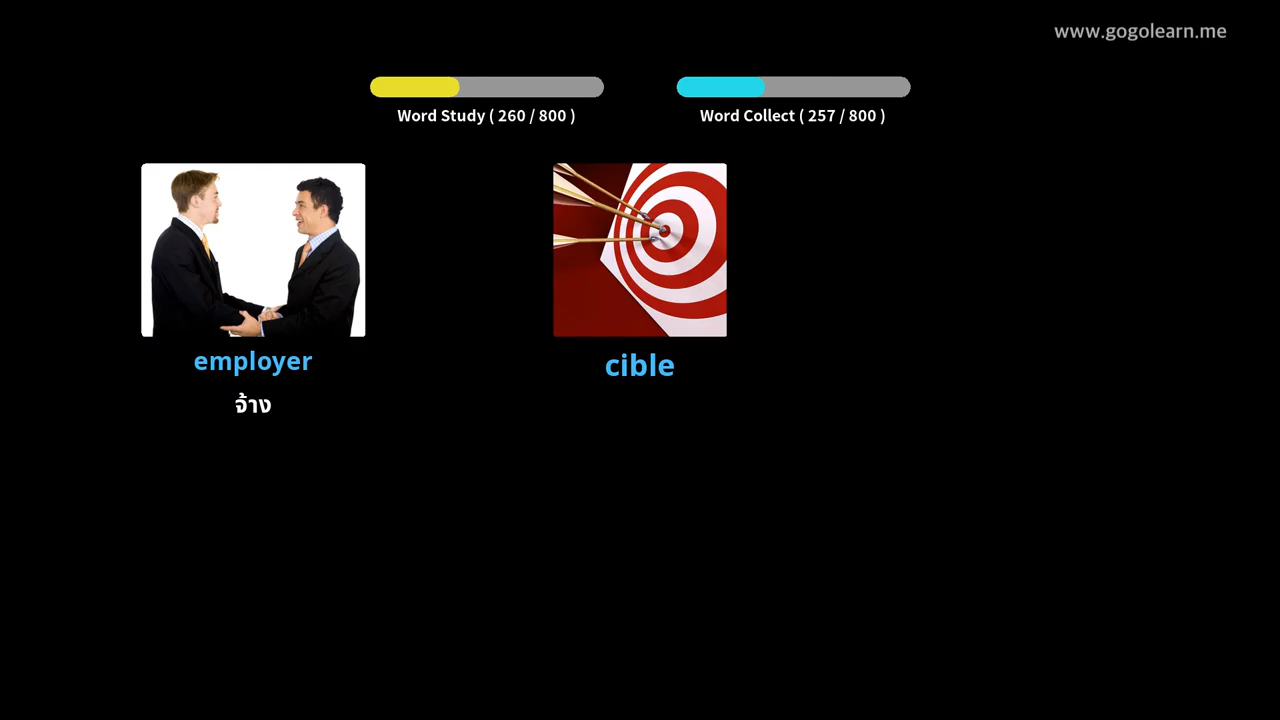 www.gogolearn.me
Word Study ( 260 / 800 )
Word Collect ( 257 / 800 )
employer
จ้าง
cible